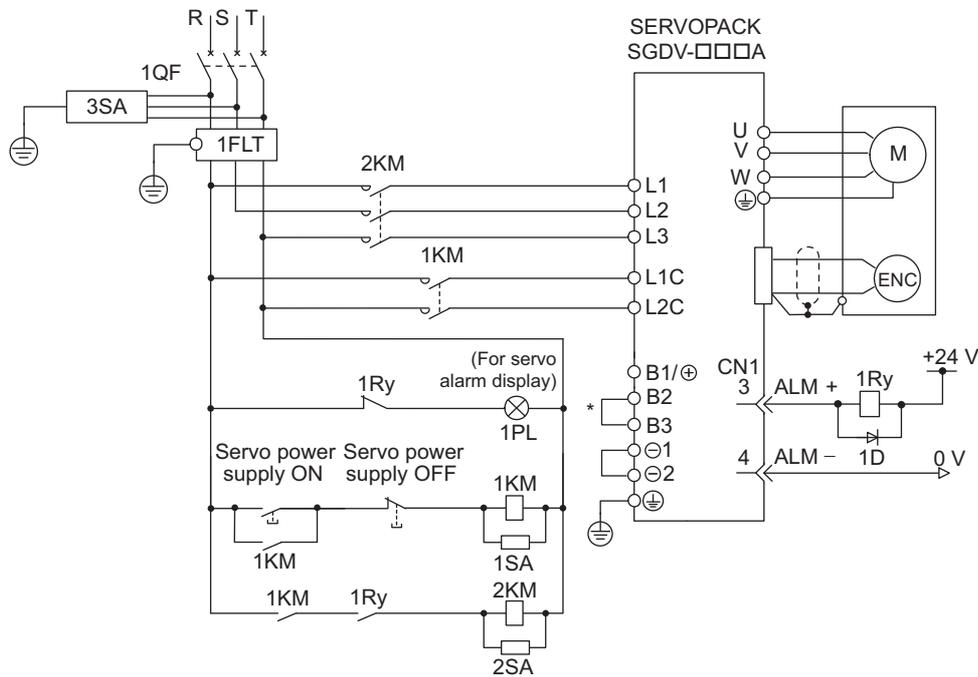 R S T
SERVOPACK
SGDV-□□□A
1QF
3SA
1FLT
2KM
L1
L2
L3
1KM
L1C
L2C
U
V
W
M
ENC
(For servo
alarm display)
1Ry
1PL
B1/⊕
* B2
B3
⊖1
⊖2
CN1
3 ALM +
1Ry
+24 V
1D
4 ALM −
0 V
Servo power
supply ON
Servo power
supply OFF
1KM
1KM
1SA
1KM
1Ry
2KM
2SA